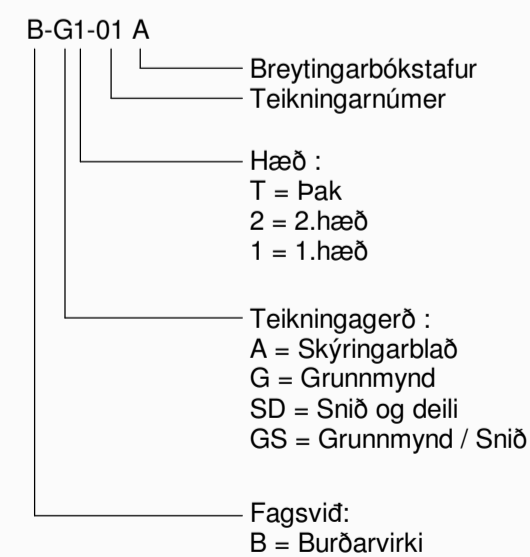 B-G1-01 A
Breytingarbókstafur
Teikningarnúmer
Hæð :
T = Þak
2 = 2.hæð
1 = 1.hæð
Teikningagerð :
A = Skýringarblað
G = Grunnmynd
SD = Snið og deili
GS = Grunnmynd / Snið
Fagsvið:
B = Burðarvirki